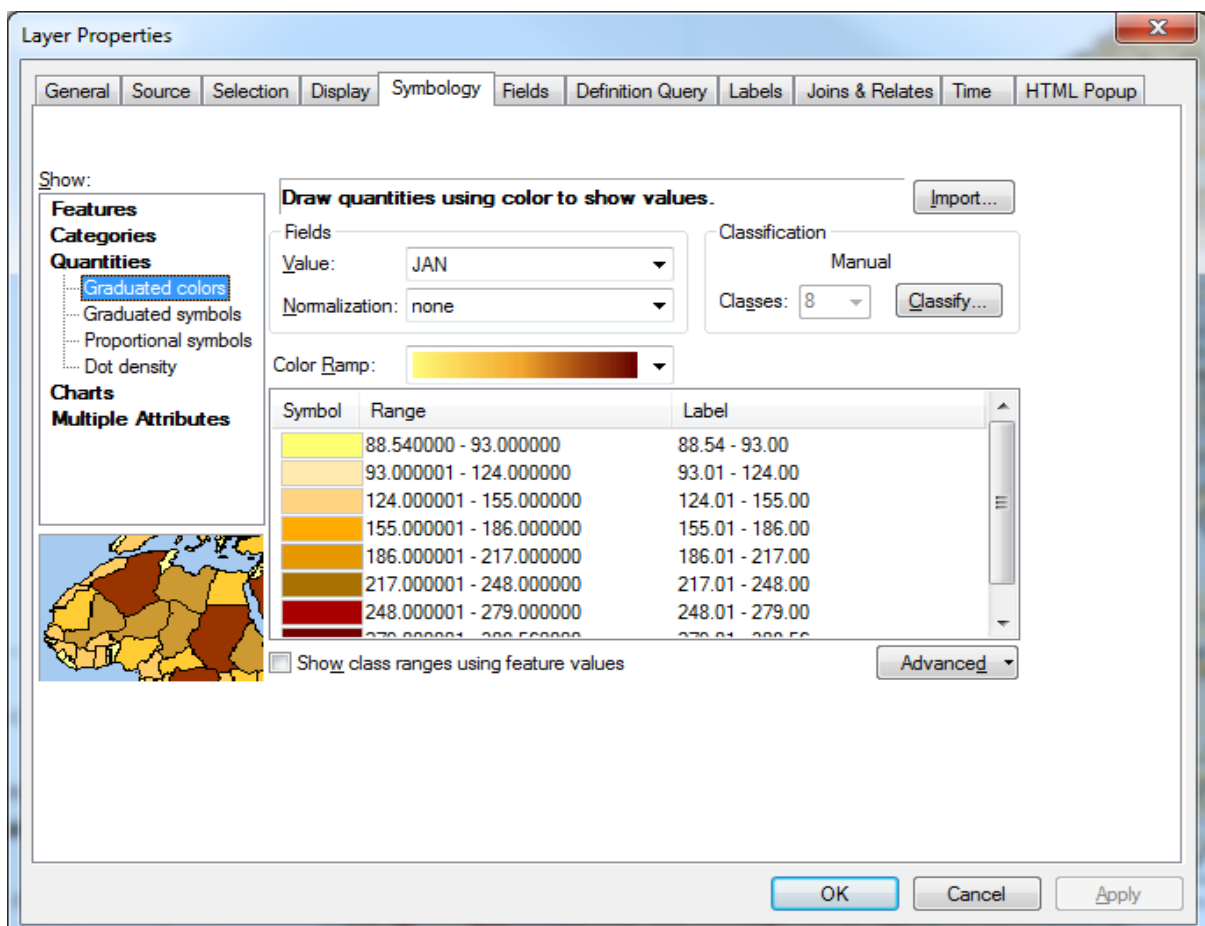 Layer Properties
General Source Selection Display Symbology Fields Definition Query Labels Joins & Relates Time HTML Popup
Show:
Features
Categories
Quantities
Graduated colors
Graduated symbols
Proportional symbols
Dot density
Charts
Multiple Attributes
Draw quantities using color to show values.
Import...
Fields
Value: JAN
Normalization: none
Classification
Manual
Classes: 8 Classify...
Color Ramp:
Symbol Range Label
88.540000 - 93.000000 88.54 - 93.00
93.000001 - 124.000000 93.01 - 124.00
124.000001 - 155.000000 124.01 - 155.00
155.000001 - 186.000000 155.01 - 186.00
186.000001 - 217.000000 186.01 - 217.00
217.000001 - 248.000000 217.01 - 248.00
248.000001 - 279.000000 248.01 - 279.00
Show class ranges using feature values
Advanced
OK Cancel Apply